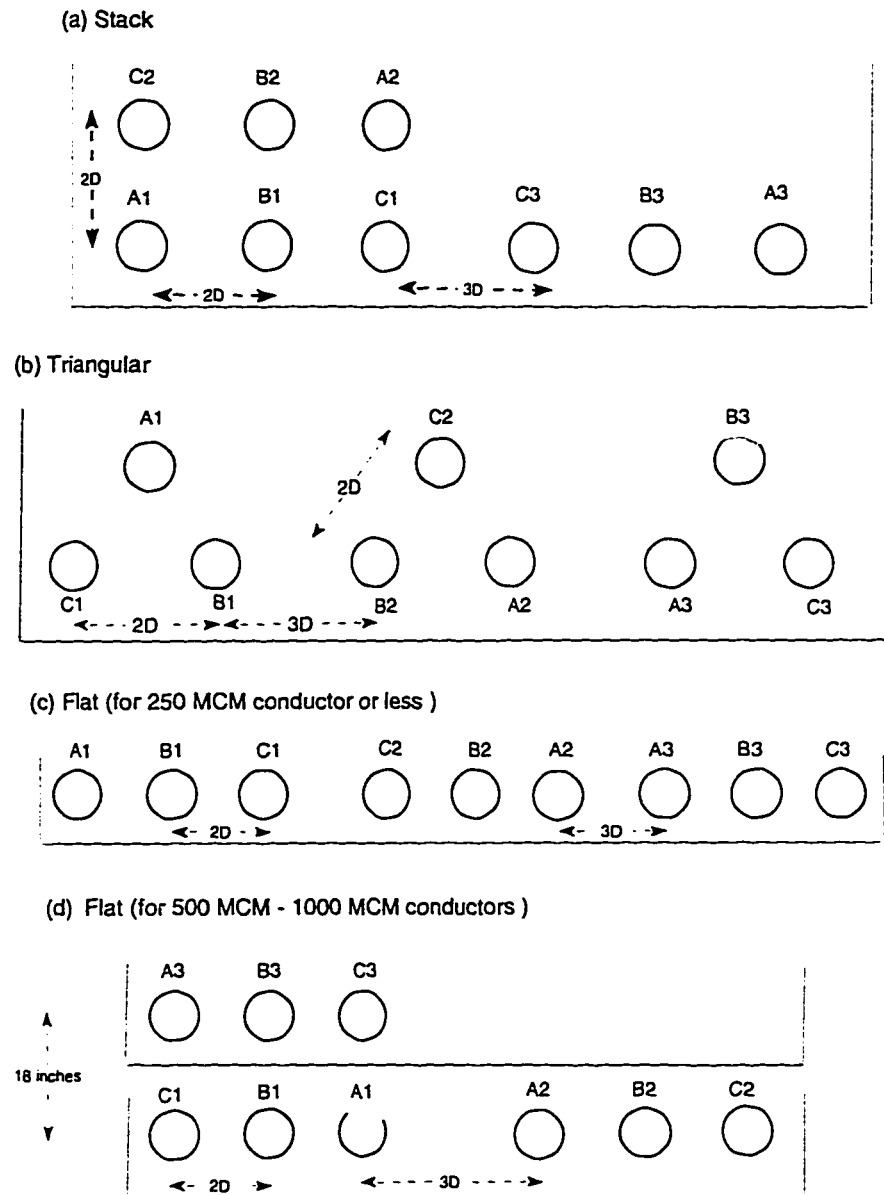 (a) Stack
C2 B2 A2
2D
A1 B1 C1 C3 B3 A3
2D 3D
(b) Triangular
A1 C2 B3
2D
C1 B1 B2 A2 A3 C3
2D 3D
(c) Flat (for 250 MCM conductor or less )
A1 B1 C1 C2 B2 A2 A3 B3 C3
2D 3D
(d) Flat (for 500 MCM - 1000 MCM conductors )
A3 B3 C3
18 inches
C1 B1 A1 A2 B2 C2
2D 3D